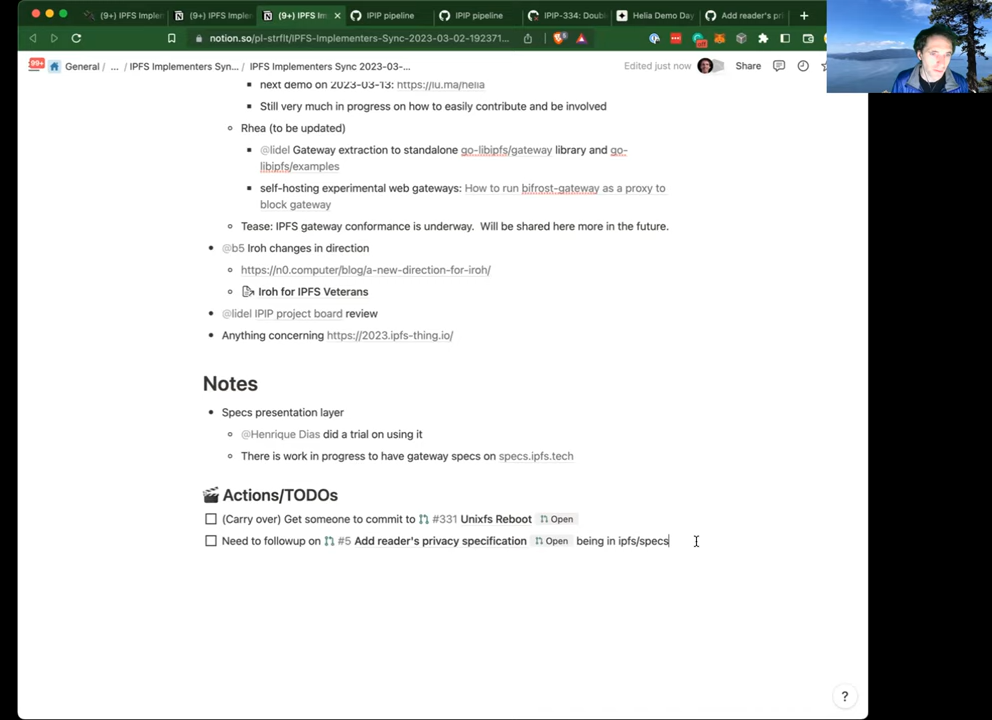 (9+) IPFS Implem
(9+) IPFS Implem
(9+) IPFS Im
IPIP pipeline
IPIP pipeline
IPIP-334: Doubl
Helia Demo Day
Add reader's pri
notion.so/pl-strflt/IPFS-Implementers-Sync-2023-03-02-192371...
99+ General / ... / IPFS Implementers Syn... / IPFS Implementers Sync 2023-03-...
Edited just now
Share
next demo on 2023-03-13: https://lu.ma/helia
Still very much in progress on how to easily contribute and be involved
Rhea (to be updated)
@lidel Gateway extraction to standalone go-libipfs/gateway library and go-
libipfs/examples
self-hosting experimental web gateways: How to run bifrost-gateway as a proxy to
block gateway
Tease: IPFS gateway conformance is underway. Will be shared here more in the future.
@b5 Iroh changes in direction
https://n0.computer/blog/a-new-direction-for-iroh/
Iroh for IPFS Veterans
@lidel IPIP project board review
Anything concerning https://2023.ipfs-thing.io/
Notes
Specs presentation layer
@Henrique Dias did a trial on using it
There is work in progress to have gateway specs on specs.ipfs.tech
Actions/TODOs
(Carry over) Get someone to commit to #331 Unixfs Reboot Open
Need to followup on #5 Add reader's privacy specification Open being in ipfs/specs
?